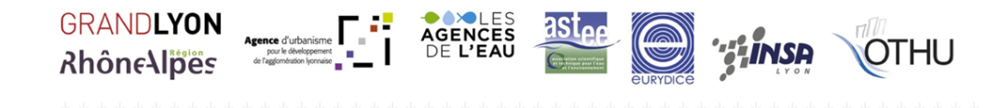 GRANDLYON
Région
RhôneAlpes
Agence d'urbanisme
pour le développement
de l'agglomération lyonnaise
LES
AGENCES
DE L'EAU
astee
association scientifique
et technique pour l'eau
et l'environnement
e
EURYDICE
INSA
LYON
OTHU